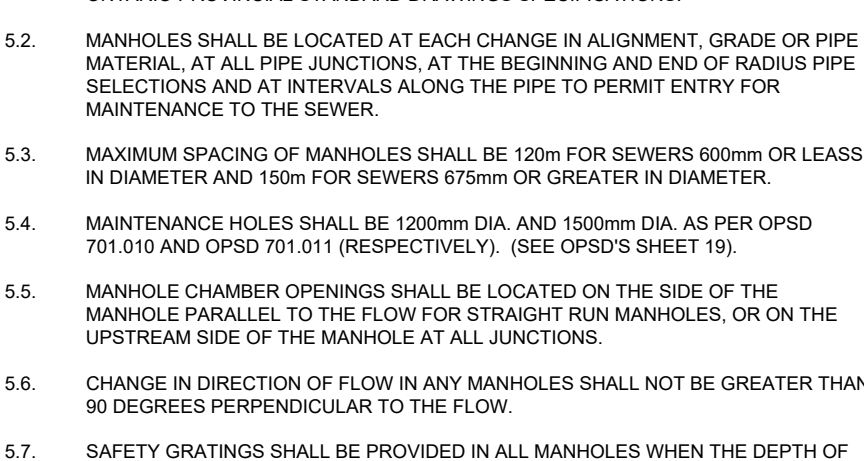 ONTARIO PROVINCIAL STANDARD DRAWINGS SPECIFICATIONS.
5.2. MANHOLES SHALL BE LOCATED AT EACH CHANGE IN ALIGNMENT, GRADE OR PIPE
MATERIAL, AT ALL PIPE JUNCTIONS, AT THE BEGINNING AND END OF RADIUS PIPE
SELECTIONS AND AT INTERVALS ALONG THE PIPE TO PERMIT ENTRY FOR
MAINTENANCE TO THE SEWER.
5.3. MAXIMUM SPACING OF MANHOLES SHALL BE 120m FOR SEWERS 600mm OR LEASS
IN DIAMETER AND 150m FOR SEWERS 675mm OR GREATER IN DIAMETER.
5.4. MAINTENANCE HOLES SHALL BE 1200mm DIA. AND 1500mm DIA. AS PER OPSD
701.010 AND OPSD 701.011 (RESPECTIVELY). (SEE OPSD'S SHEET 19).
5.5. MANHOLE CHAMBER OPENINGS SHALL BE LOCATED ON THE SIDE OF THE
MANHOLE PARALLEL TO THE FLOW FOR STRAIGHT RUN MANHOLES, OR ON THE
UPSTREAM SIDE OF THE MANHOLE AT ALL JUNCTIONS.
5.6. CHANGE IN DIRECTION OF FLOW IN ANY MANHOLES SHALL NOT BE GREATER THAN
90 DEGREES PERPENDICULAR TO THE FLOW.
5.7. SAFETY GRATINGS SHALL BE PROVIDED IN ALL MANHOLES WHEN THE DEPTH OF